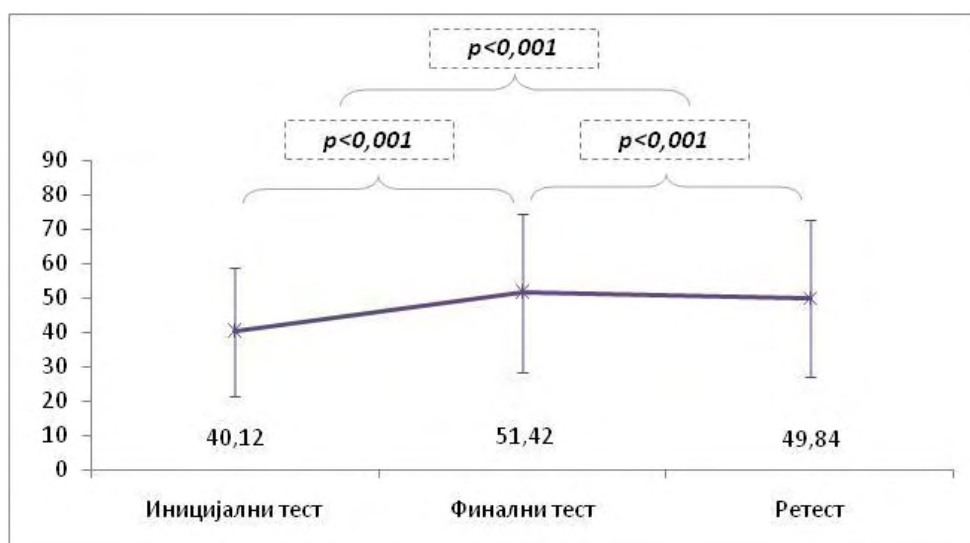 p<0,001
p<0,001
p<0,001
90
80
70
60
50
40
30
20
10
0
40,12
51,42
49,84
Иницијални тест
Финални тест
Ретест